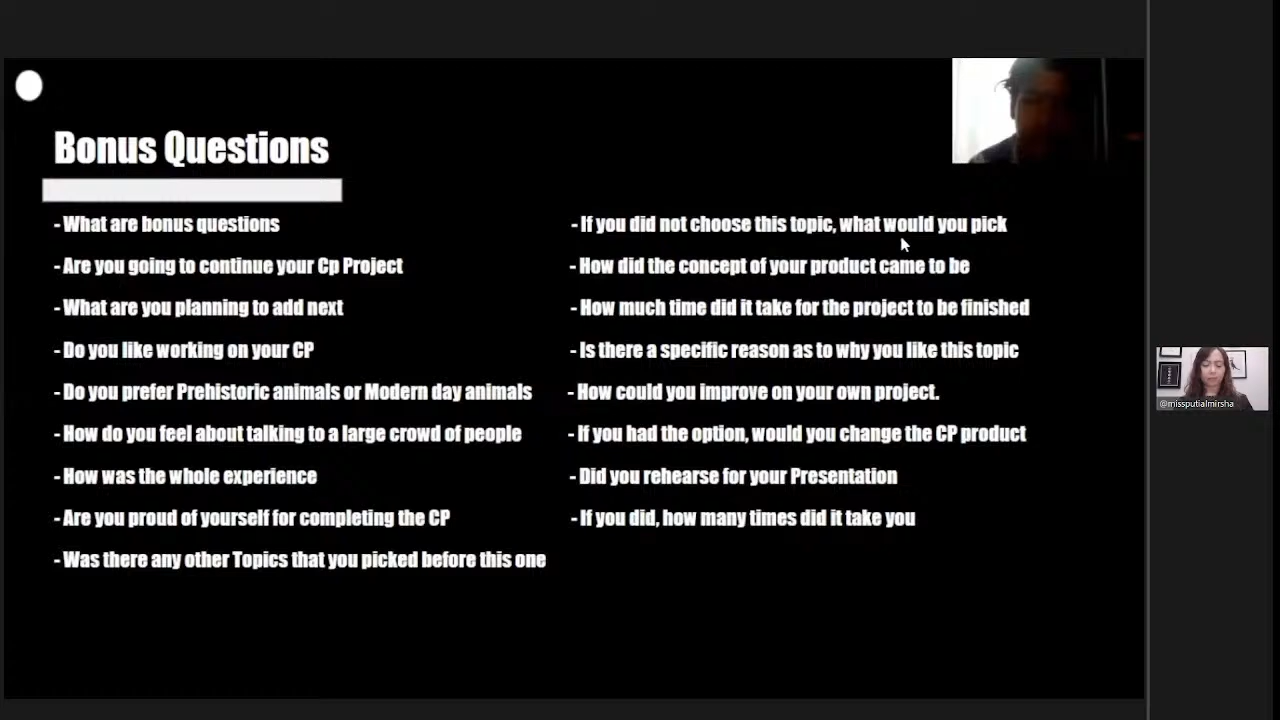 Bonus Questions
- What are bonus questions
- Are you going to continue your Cp Project
- What are you planning to add next
- Do you like working on your CP
- Do you prefer Prehistoric animals or Modern day animals
- How do you feel about talking to a large crowd of people
- How was the whole experience
- Are you proud of yourself for completing the CP
- Was there any other Topics that you picked before this one
- If you did not choose this topic, what would you pick
- How did the concept of your product came to be
- How much time did it take for the project to be finished
- Is there a specific reason as to why you like this topic
- How could you improve on your own project.
- If you had the option, would you change the CP product
- Did you rehearse for your Presentation
- If you did, how many times did it take you
@missputialmirsha